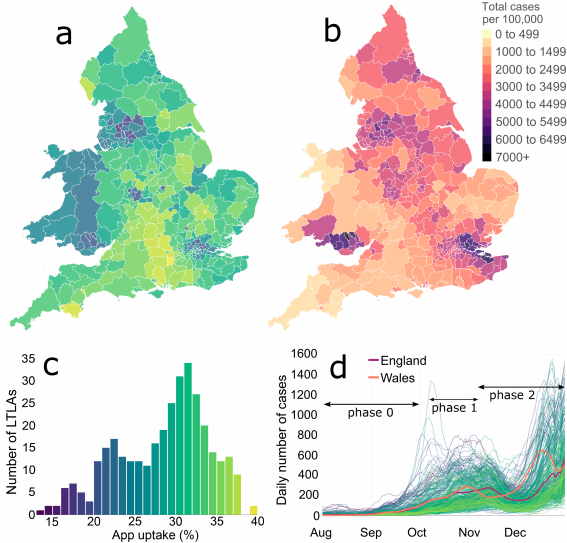 a
b
Total cases
per 100,000
0 to 499
1000 to 1499
2000 to 2499
3000 to 3499
4000 to 4499
5000 to 5499
6000 to 6499
7000+
c
35
30
25
20
15
10
5
0
Number of LTLAs
15 20 25 30 35 40
App uptake (%)
d
England
Wales
phase 0
phase 1
phase 2
1600
1400
1200
1000
800
600
400
200
0
Daily number of cases
Aug Sep Oct Nov Dec